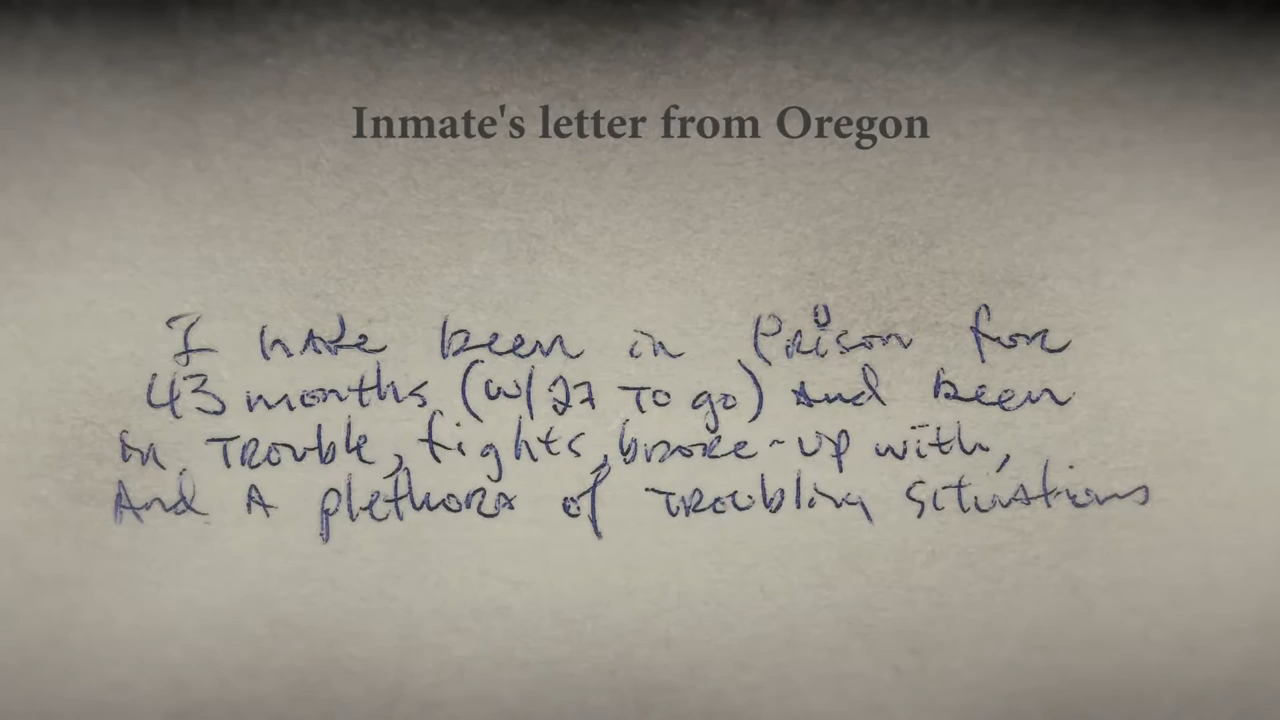 Inmate's letter from Oregon
I have been in Prison for
43 months (w/27 To go) And been
in, Trouble, fights, broke-up with,
And A plethora of Troubling situations